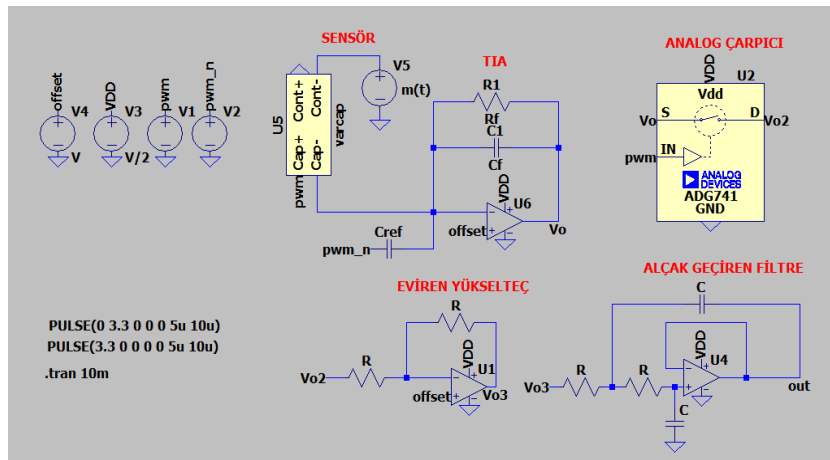 SENSÖR
TIA
ANALOG ÇARPICI
offset
V4
V
VDD
V3
V/2
pwm
V1
pwm_n
V2
U5
Cont+
Cont-
Cap+
Cap-
varcap
pwm
V5
m(t)
R1
Rf
C1
Cf
VDD
U6
offset
Vo
Cref
pwm_n
VDD
U2
Vdd
Vo
S
D
Vo2
pwm
IN
ANALOG
DEVICES
ADG741
GND
EVİREN YÜKSELTEÇ
R
Vo2
R
VDD
U1
offset
Vo3
ALÇAK GEÇİREN FİLTRE
C
VDD
U4
Vo3
R
R
C
out
PULSE(0 3.3 0 0 0 5u 10u)
PULSE(3.3 0 0 0 0 5u 10u)
.tran 10m